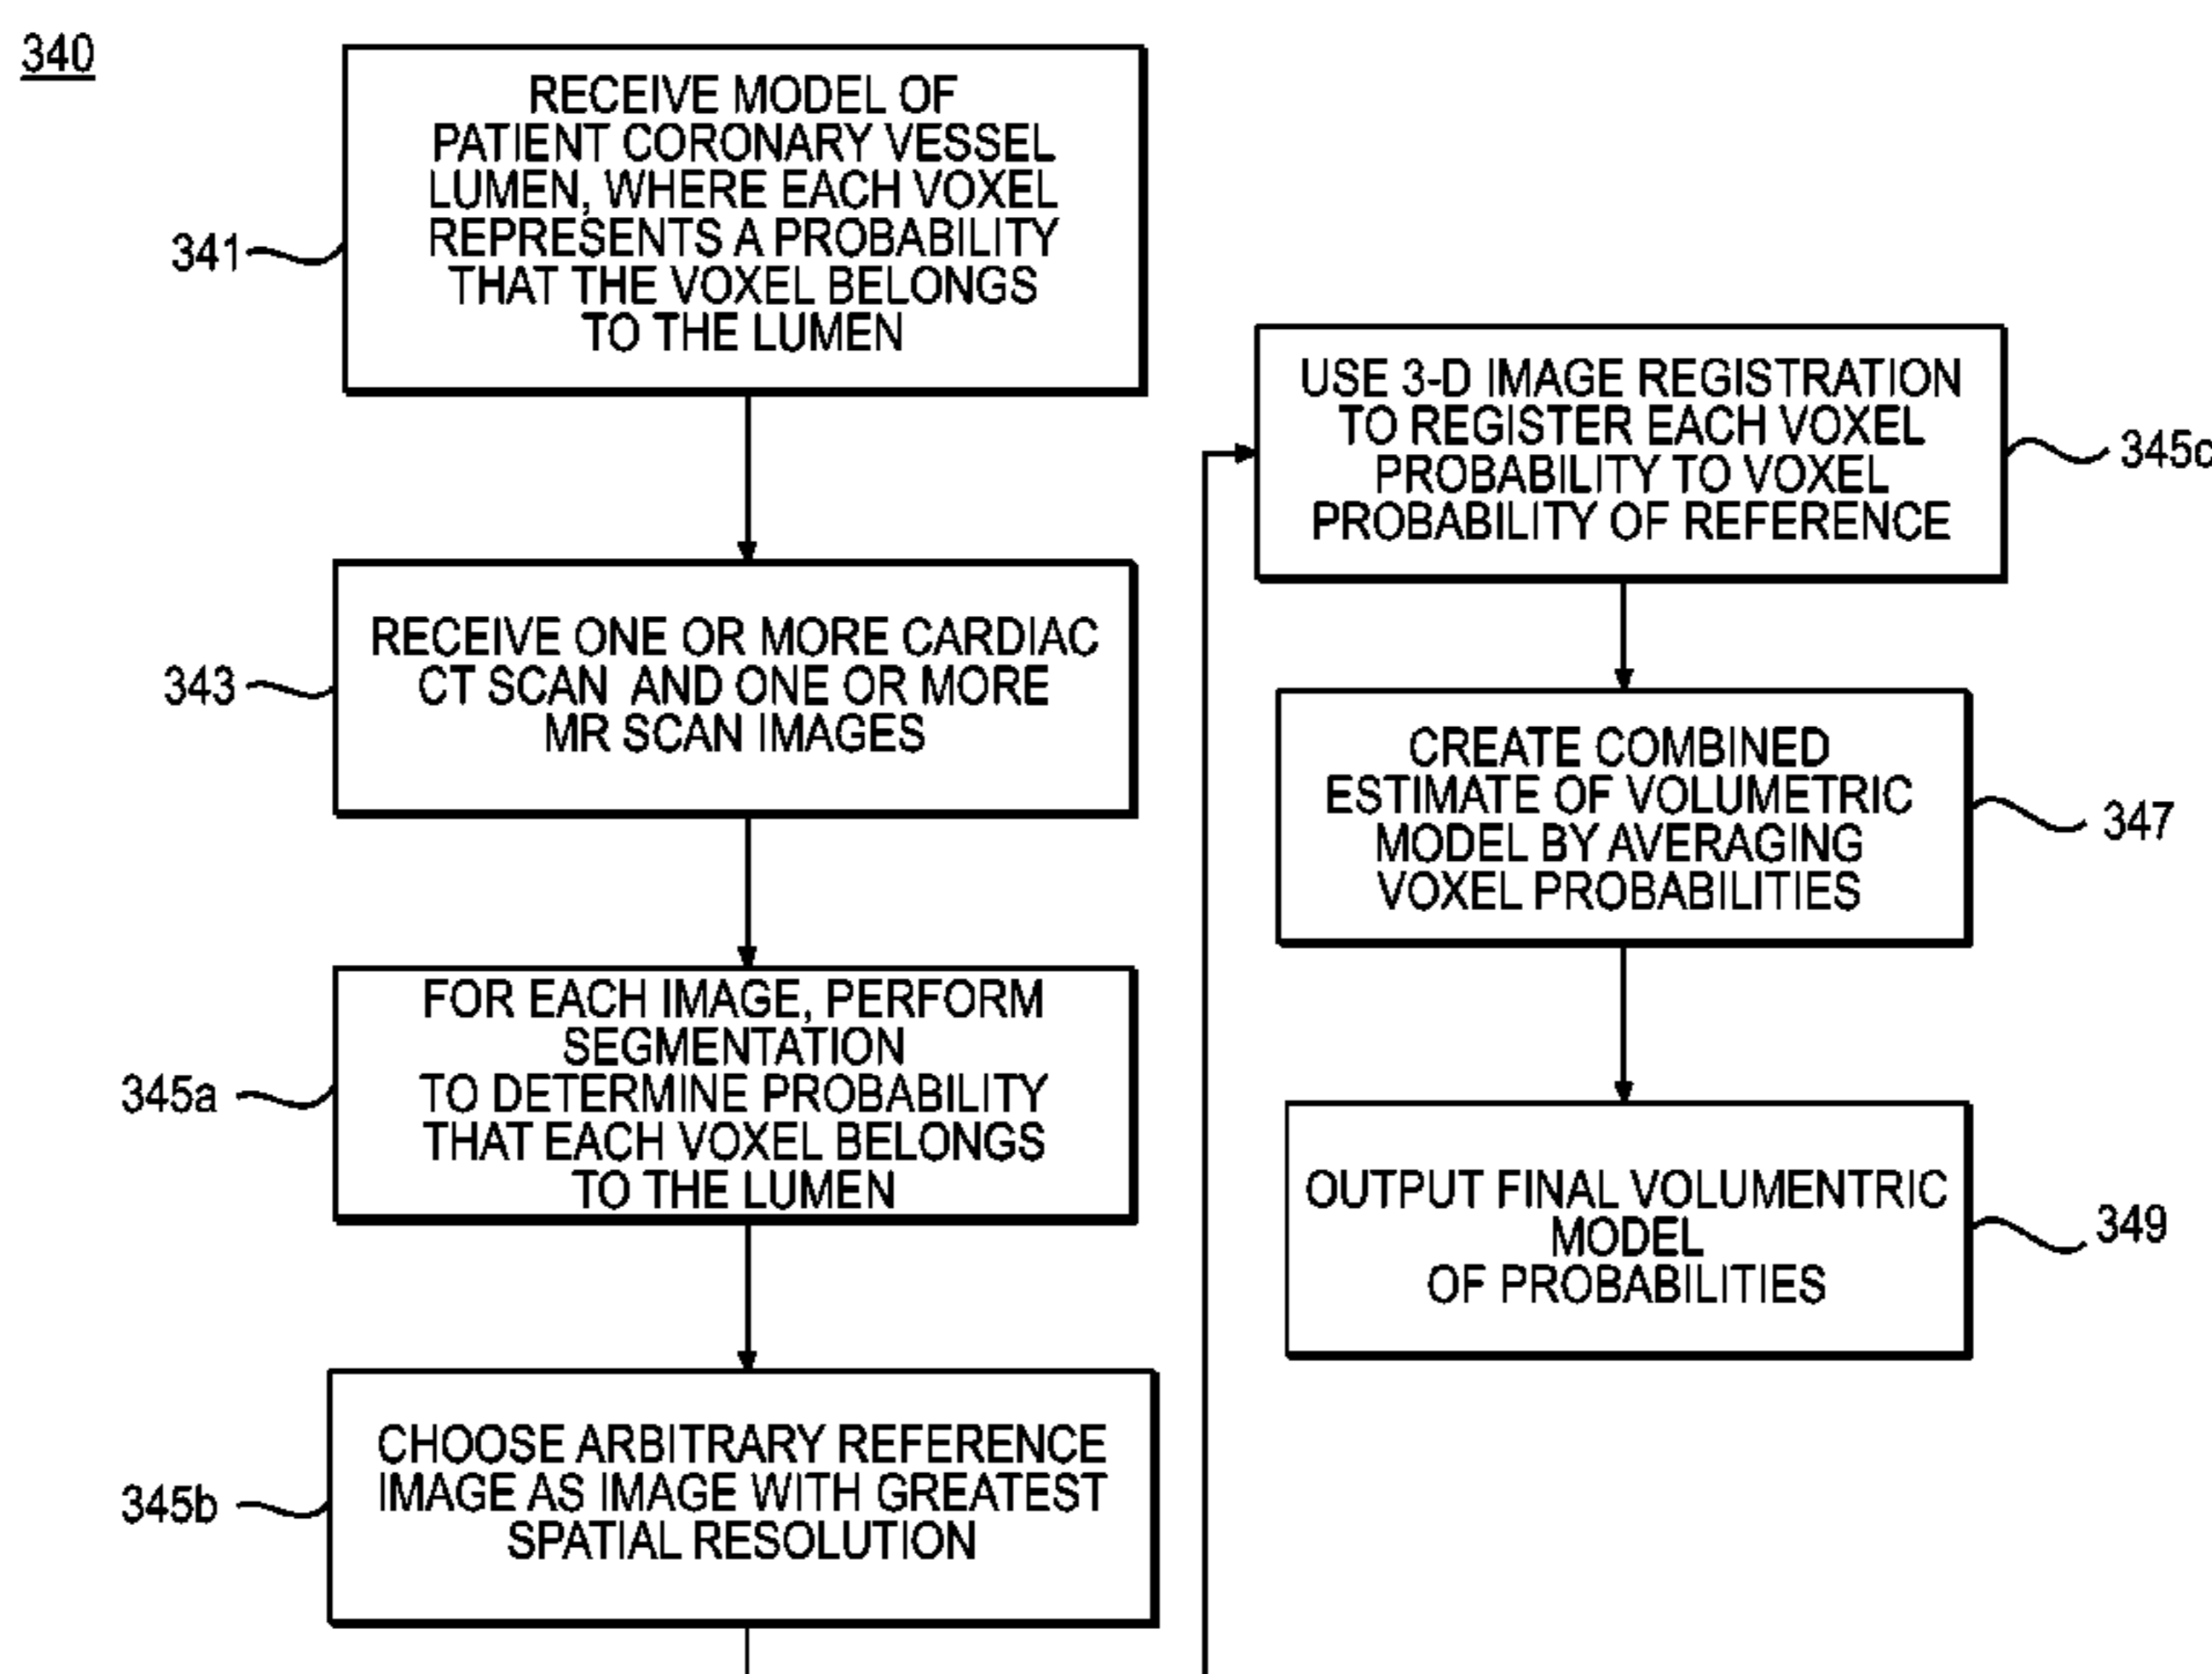 340
RECEIVE MODEL OF
PATIENT CORONARY VESSEL
LUMEN, WHERE EACH VOXEL
REPRESENTS A PROBABILITY
THAT THE VOXEL BELONGS
TO THE LUMEN
341
RECEIVE ONE OR MORE CARDIAC
CT SCAN AND ONE OR MORE
MR SCAN IMAGES
343
FOR EACH IMAGE, PERFORM
SEGMENTATION
TO DETERMINE PROBABILITY
THAT EACH VOXEL BELONGS
TO THE LUMEN
345a
CHOOSE ARBITRARY REFERENCE
IMAGE AS IMAGE WITH GREATEST
SPATIAL RESOLUTION
345b
USE 3-D IMAGE REGISTRATION
TO REGISTER EACH VOXEL
PROBABILITY TO VOXEL
PROBABILITY OF REFERENCE
345c
CREATE COMBINED
ESTIMATE OF VOLUMETRIC
MODEL BY AVERAGING
VOXEL PROBABILITIES
347
OUTPUT FINAL VOLUMENTRIC
MODEL
OF PROBABILITIES
349